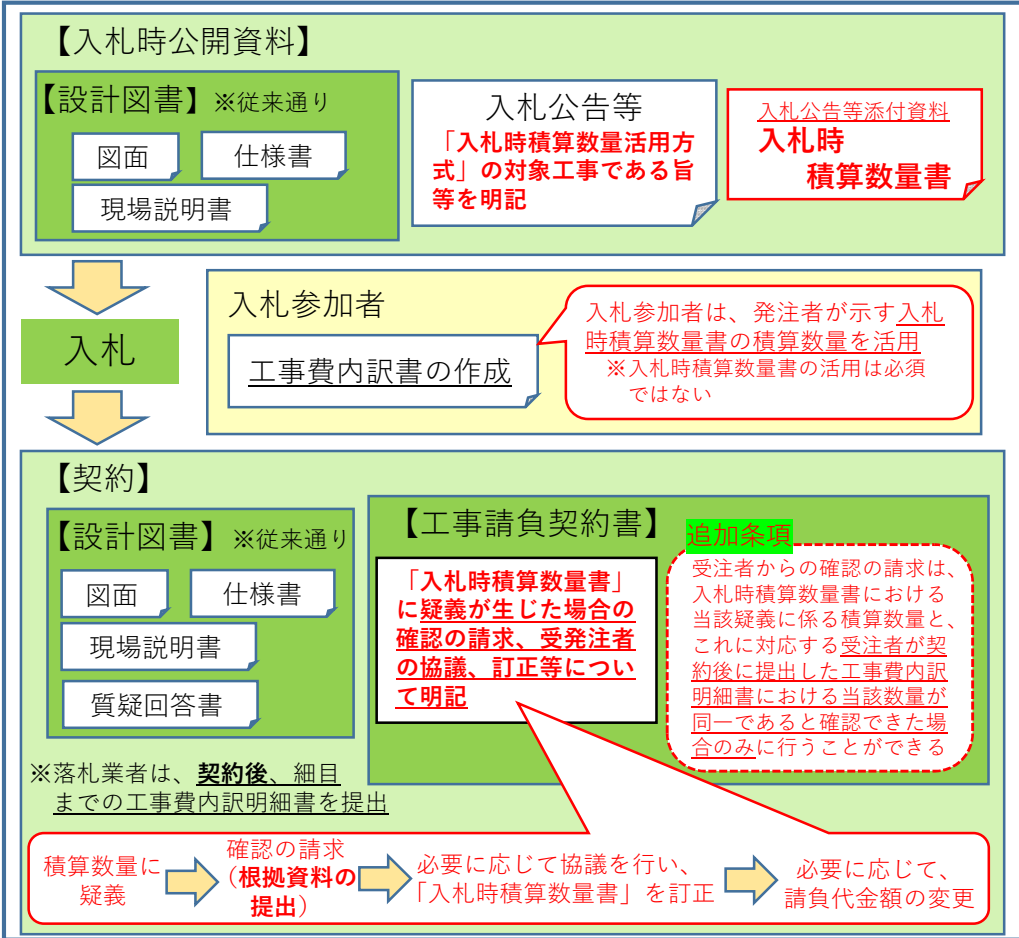 【入札時公開資料】
【設計図書】※従来通り
図面
仕様書
現場説明書
入札公告等
「入札時積算数量活用方
式」の対象工事である旨
等を明記
入札公告等添付資料
入札時
積算数量書
入札
入札参加者
工事費内訳書の作成
入札参加者は、発注者が示す入札
時積算数量書の積算数量を活用
※入札時積算数量書の活用は必須
ではない
【契約】
【設計図書】※従来通り
図面
仕様書
現場説明書
質疑回答書
※落札業者は、契約後、細目
までの工事費内訳明細書を提出
【工事請負契約書】
「入札時積算数量書」
に疑義が生じた場合の
確認の請求、受発注者
の協議、訂正等につい
て明記
追加条項
受注者からの確認の請求は、
入札時積算数量書における
当該疑義に係る積算数量と、
これに対応する受注者が契
約後に提出した工事費内訳
明細書における当該数量が
同一であると確認できた場
合のみに行うことができる
積算数量に
疑義
確認の請求
（根拠資料の
提出）
必要に応じて協議を行い、
「入札時積算数量書」を訂正
必要に応じて、
請負代金額の変更